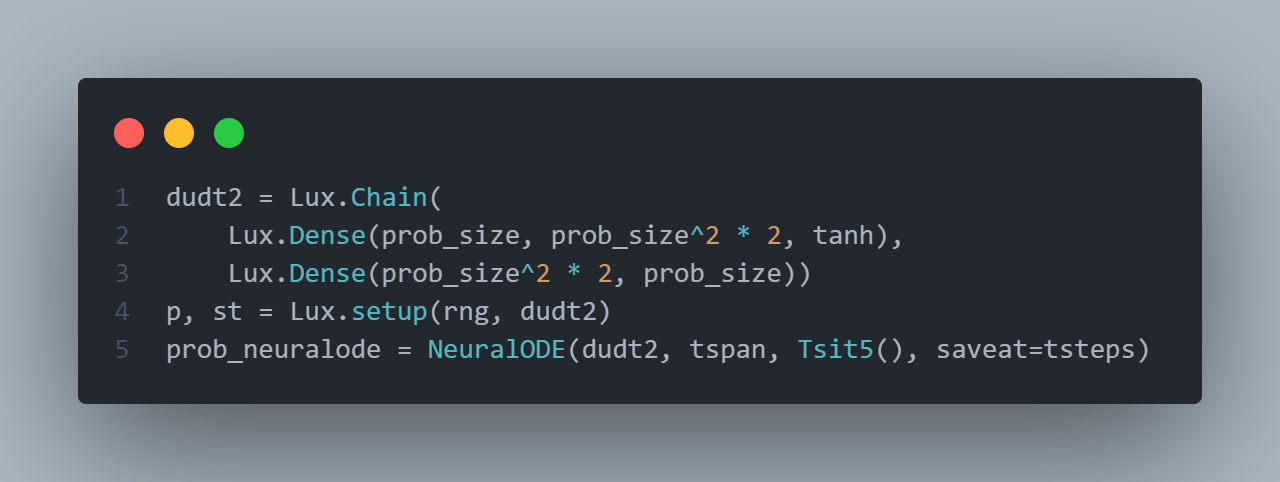 1 dudt2 = Lux.Chain(
2     Lux.Dense(prob_size, prob_size^2 * 2, tanh),
3     Lux.Dense(prob_size^2 * 2, prob_size))
4 p, st = Lux.setup(rng, dudt2)
5 prob_neuralode = NeuralODE(dudt2, tspan, Tsit5(), saveat=tsteps)